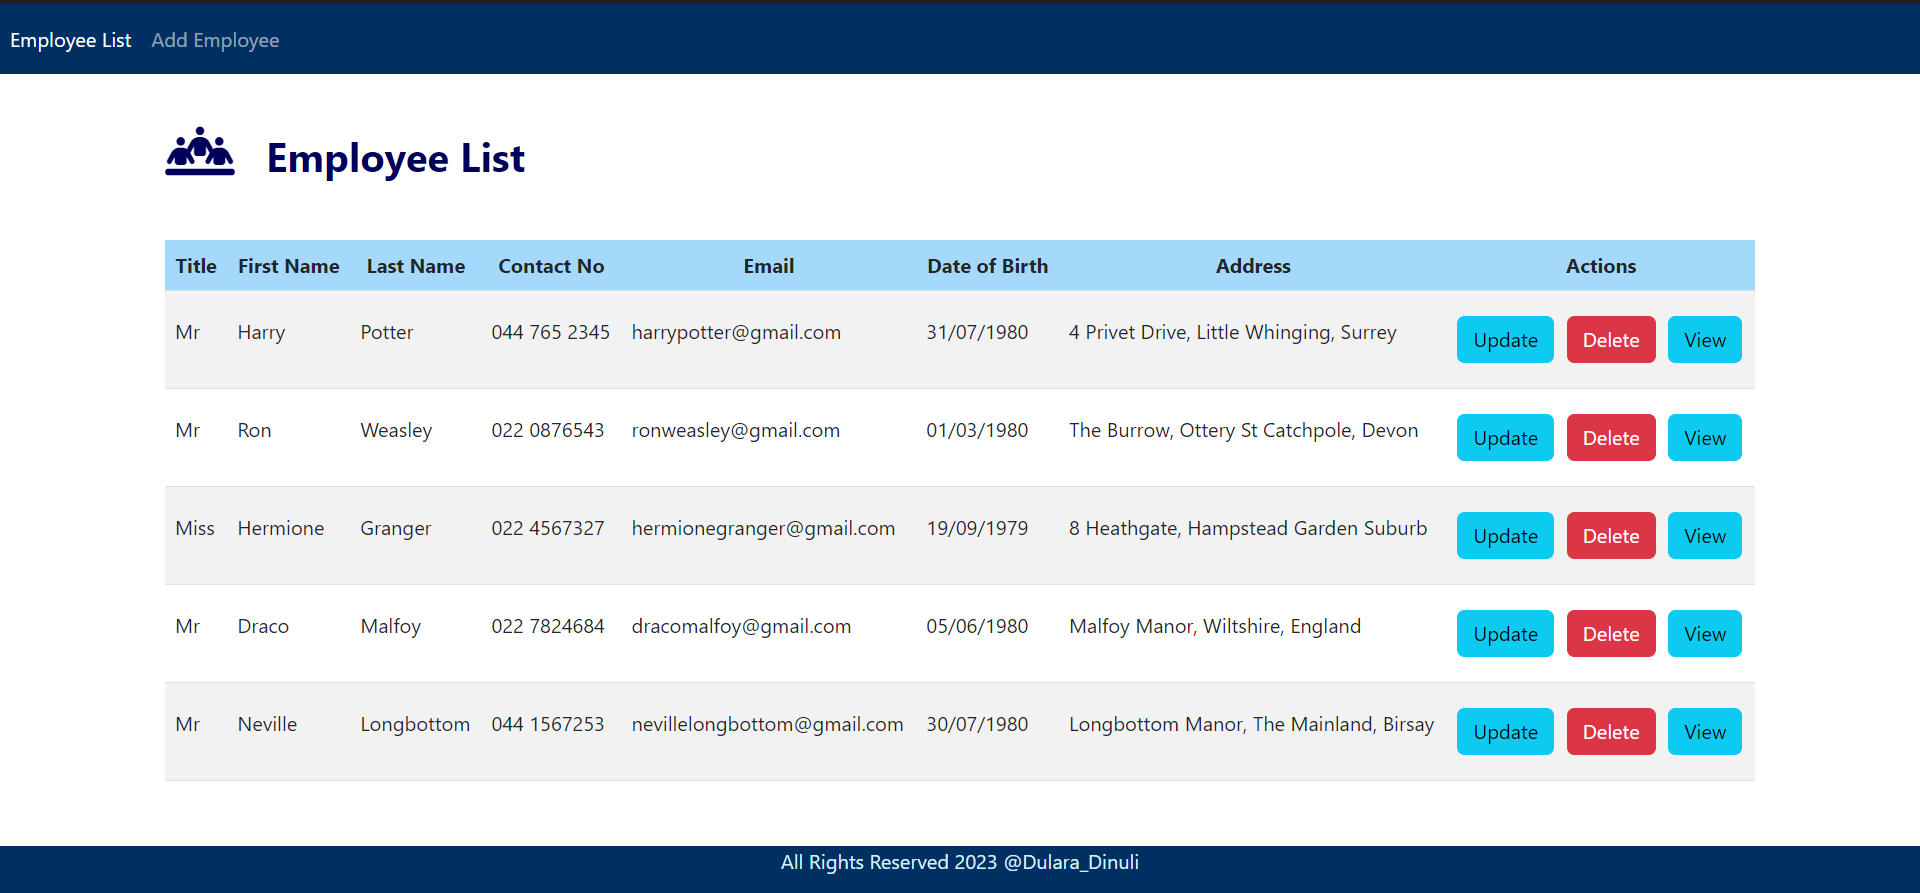 Employee List Add Employee
Employee List
Title First Name Last Name Contact No Email Date of Birth Address Actions
Mr Harry Potter 044 765 2345 harrypotter@gmail.com 31/07/1980 4 Privet Drive, Little Whinging, Surrey Update Delete View
Mr Ron Weasley 022 0876543 ronweasley@gmail.com 01/03/1980 The Burrow, Ottery St Catchpole, Devon Update Delete View
Miss Hermione Granger 022 4567327 hermionegranger@gmail.com 19/09/1979 8 Heathgate, Hampstead Garden Suburb Update Delete View
Mr Draco Malfoy 022 7824684 dracomalfoy@gmail.com 05/06/1980 Malfoy Manor, Wiltshire, England Update Delete View
Mr Neville Longbottom 044 1567253 nevillelongbottom@gmail.com 30/07/1980 Longbottom Manor, The Mainland, Birsay Update Delete View
All Rights Reserved 2023 @Dulara_Dinuli